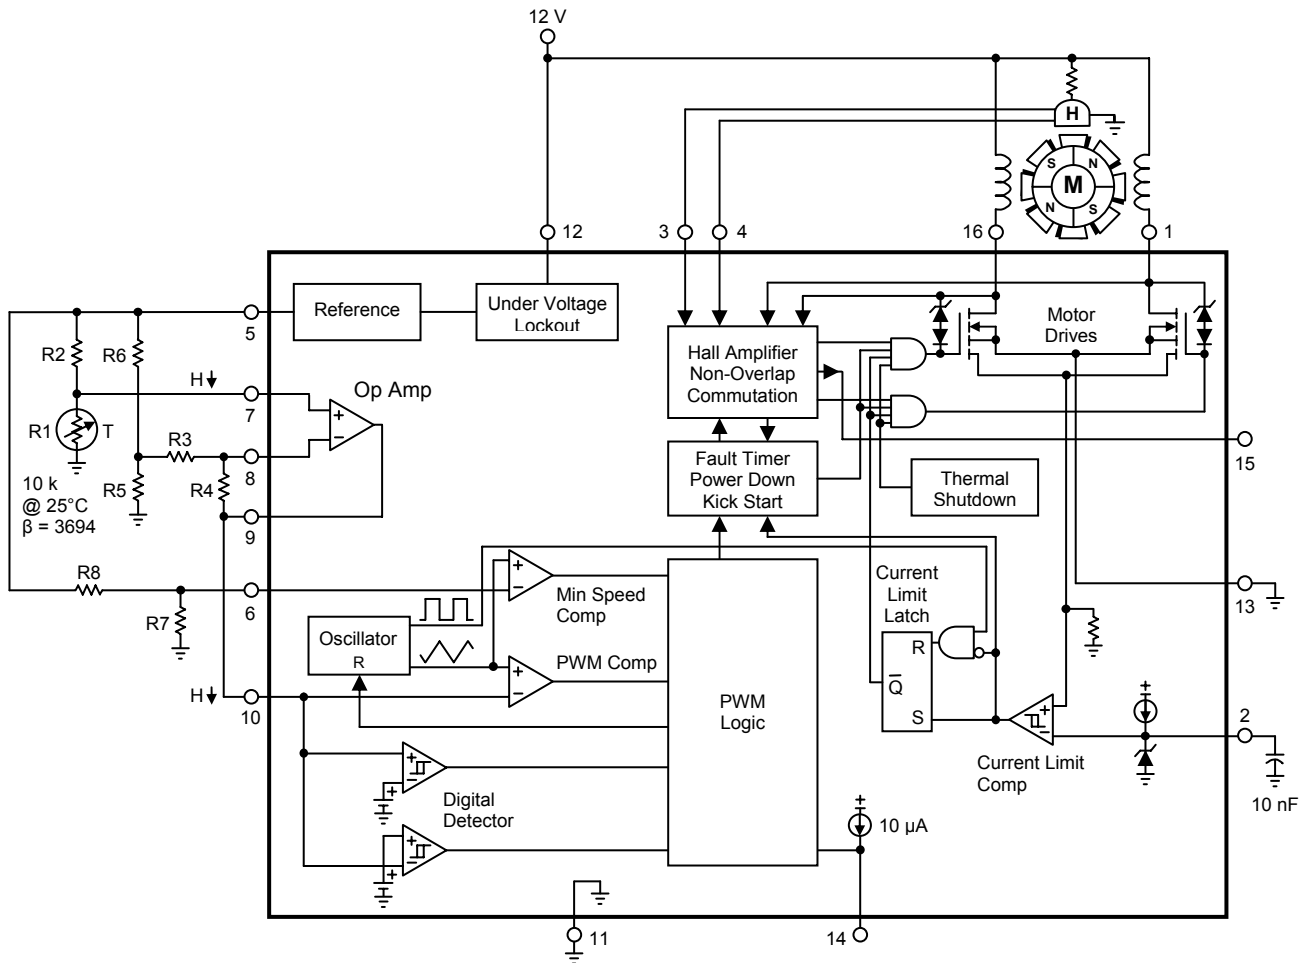 12 V
H
S
N
M
N
S
12
3
4
16
1
Reference
Under Voltage
Lockout
5
Motor
Drives
R2
R6
H
7
Op Amp
+
−
Hall Amplifier
Non-Overlap
Commutation
R1
T
R3
8
15
10 k
@ 25°C
β = 3694
R5
R4
9
Fault Timer
Power Down
Kick Start
Thermal
Shutdown
R8
6
R7
+
−
Min Speed
Comp
Current
Limit
Latch
13
Oscillator
R
+
−
PWM Comp
R
Q
S
H
10
PWM
Logic
+
−
+
2
Current Limit
Comp
10 nF
+
−
+
Digital
Detector
+
−
+
+
10 µA
11
14